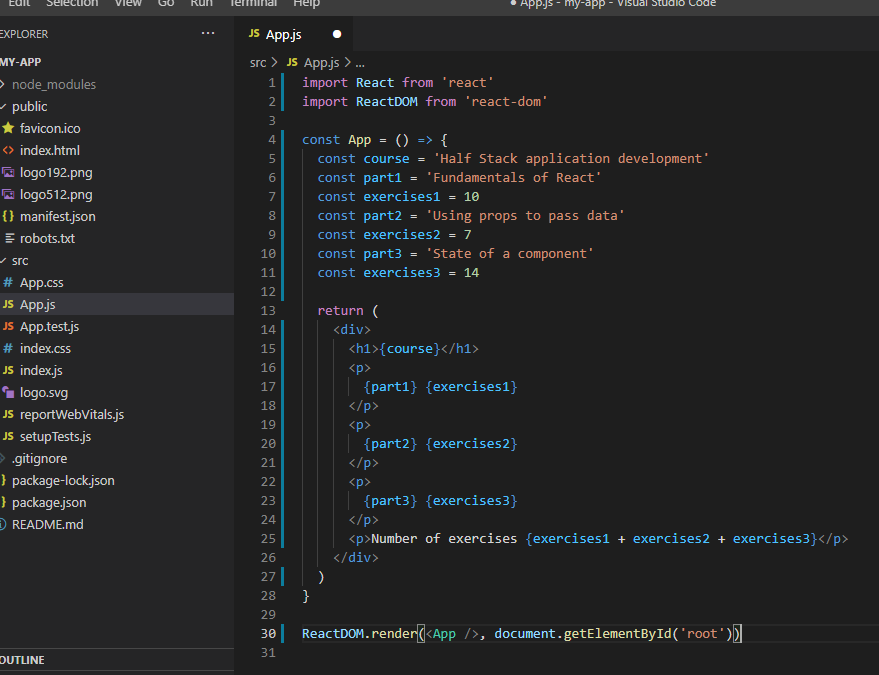 Edit Selection View Go Run Terminal Help ● App.js - my-app - Visual Studio Code
EXPLORER ...
JS App.js ●
src > JS App.js > ...
MY-APP
> node_modules
public
favicon.ico
<> index.html
logo192.png
logo512.png
{} manifest.json
robots.txt
src
# App.css
JS App.js
JS App.test.js
# index.css
JS index.js
logo.svg
JS reportWebVitals.js
JS setupTests.js
.gitignore
} package-lock.json
} package.json
README.md
OUTLINE
1 import React from 'react'
2 import ReactDOM from 'react-dom'
3
4 const App = () => {
5 const course = 'Half Stack application development'
6 const part1 = 'Fundamentals of React'
7 const exercises1 = 10
8 const part2 = 'Using props to pass data'
9 const exercises2 = 7
10 const part3 = 'State of a component'
11 const exercises3 = 14
12
13 return (
14 <div>
15 <h1>{course}</h1>
16 <p>
17 {part1} {exercises1}
18 </p>
19 <p>
20 {part2} {exercises2}
21 </p>
22 <p>
23 {part3} {exercises3}
24 </p>
25 <p>Number of exercises {exercises1 + exercises2 + exercises3}</p>
26 </div>
27 )
28 }
29
30 ReactDOM.render(<App />, document.getElementById('root'))
31